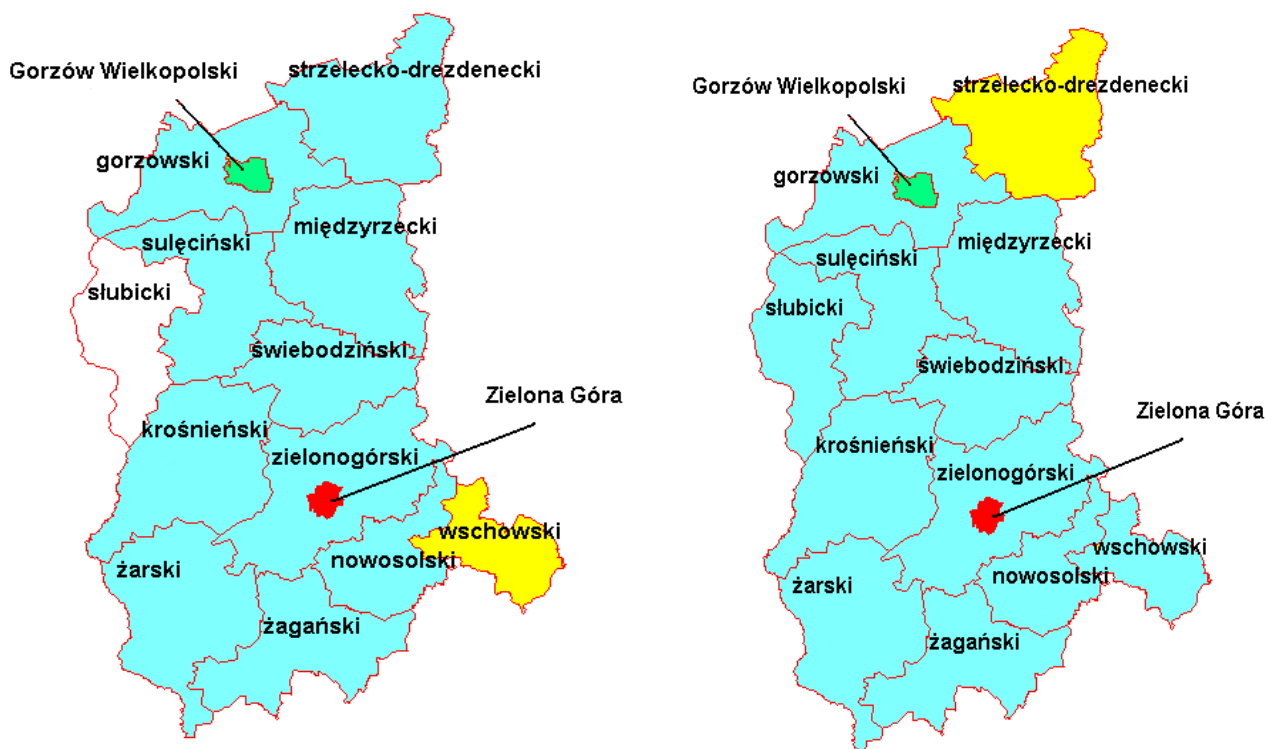 Gorzów Wielkopolski
strzelecko-drezdenecki
gorzowski
międzyrzecki
sulęciński
słubicki
świebodziński
Zielona Góra
krośnieński
zielonogórski
wschowski
nowosolski
żarski
żagański
Gorzów Wielkopolski
strzelecko-drezdenecki
gorzowski
międzyrzecki
sulęciński
słubicki
świebodziński
Zielona Góra
krośnieński
zielonogórski
wschowski
nowosolski
żarski
żagański